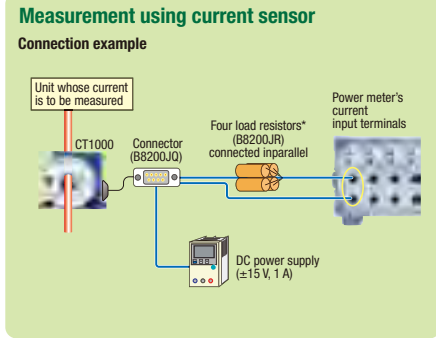 Measurement using current sensor
Connection example
Unit whose current
is to be measured
CT1000
Connector
(B8200JQ)
Four load resistors*
(B8200JR)
connected inparallel
Power meter's
current
input terminals
DC power supply
(±15 V, 1 A)